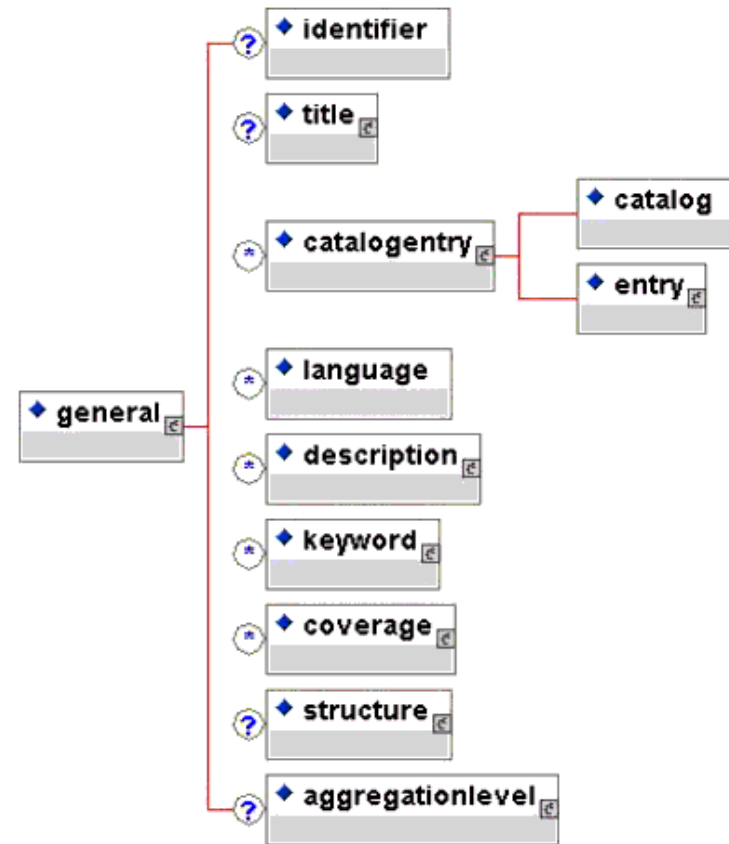 ? identifier
? title
catalog
* catalogentry
entry
* language
general
* description
* keyword
* coverage
? structure
? aggregationlevel